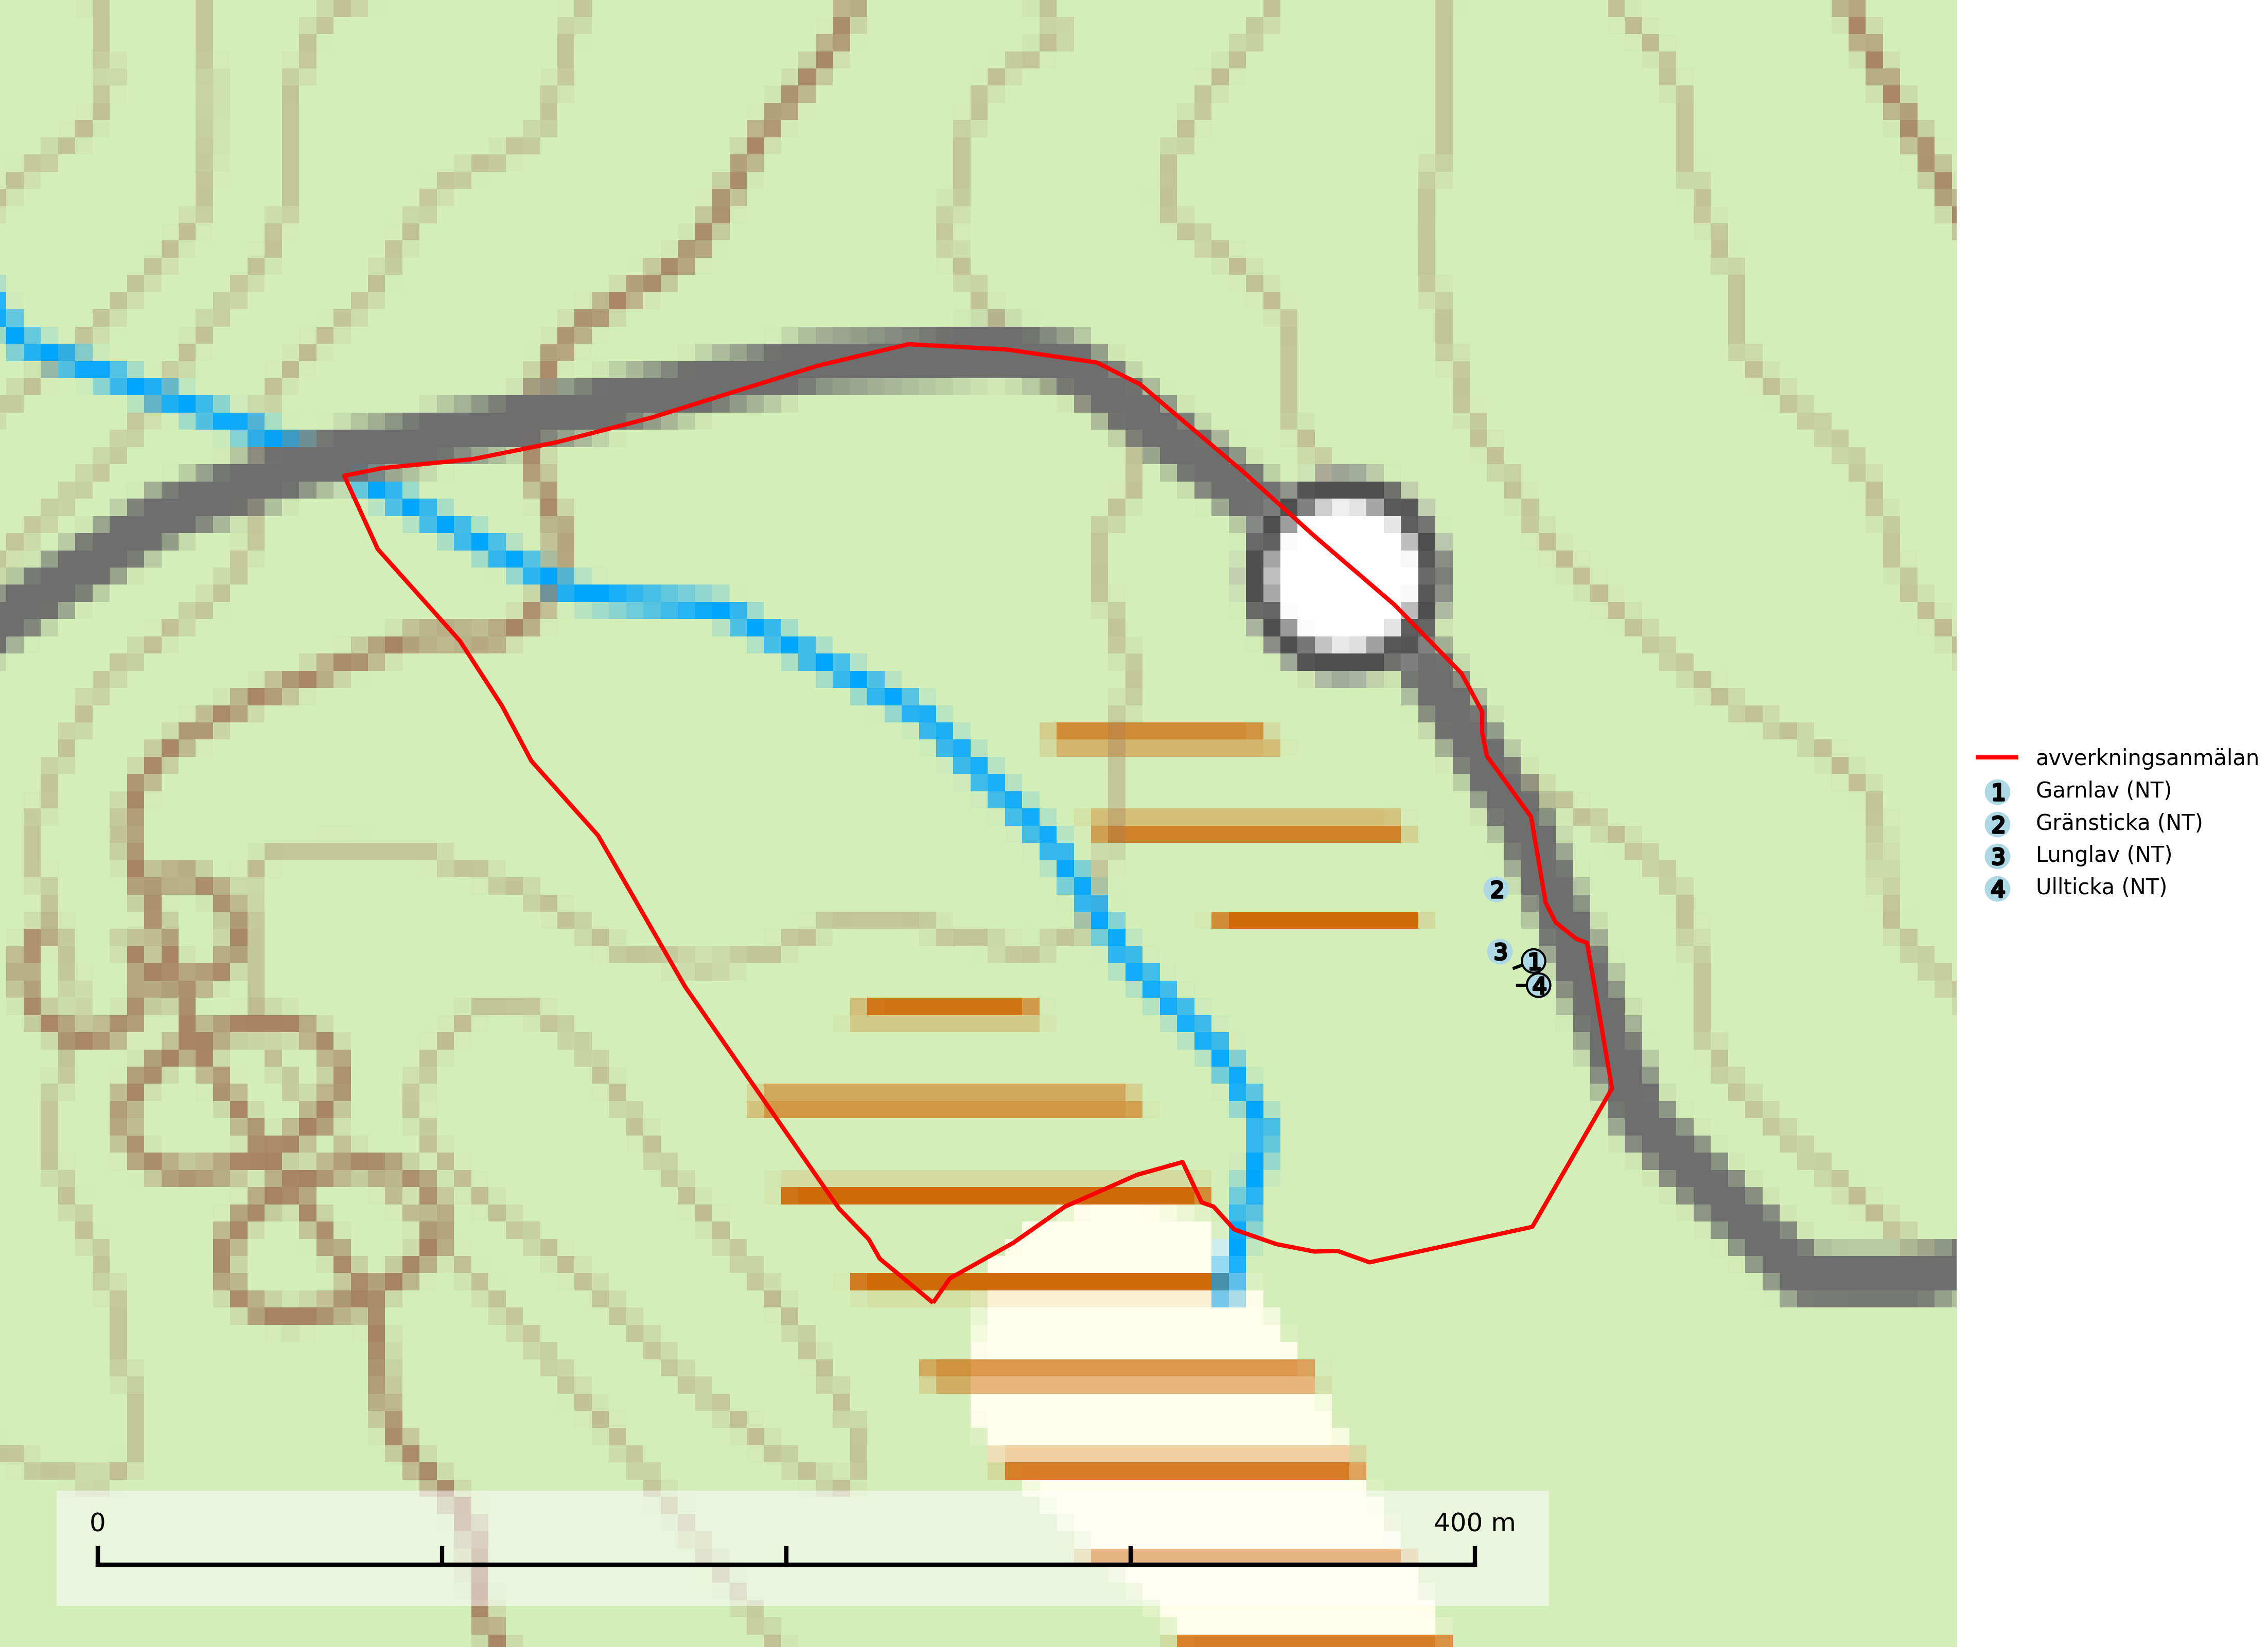 avverkningsanmälan
1 Garnlav (NT)
2 Gränsticka (NT)
3 Lunglav (NT)
4 Ullticka (NT)
2
3
1
4
0 400 m